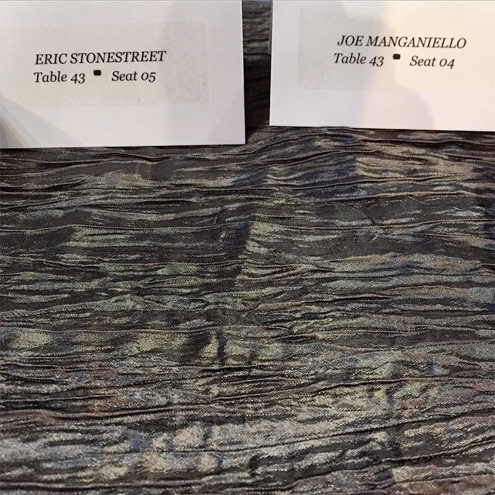 ERIC STONESTREET
Table 43 ▪ Seat 05
JOE MANGANIELLO
Table 43 ▪ Seat 04